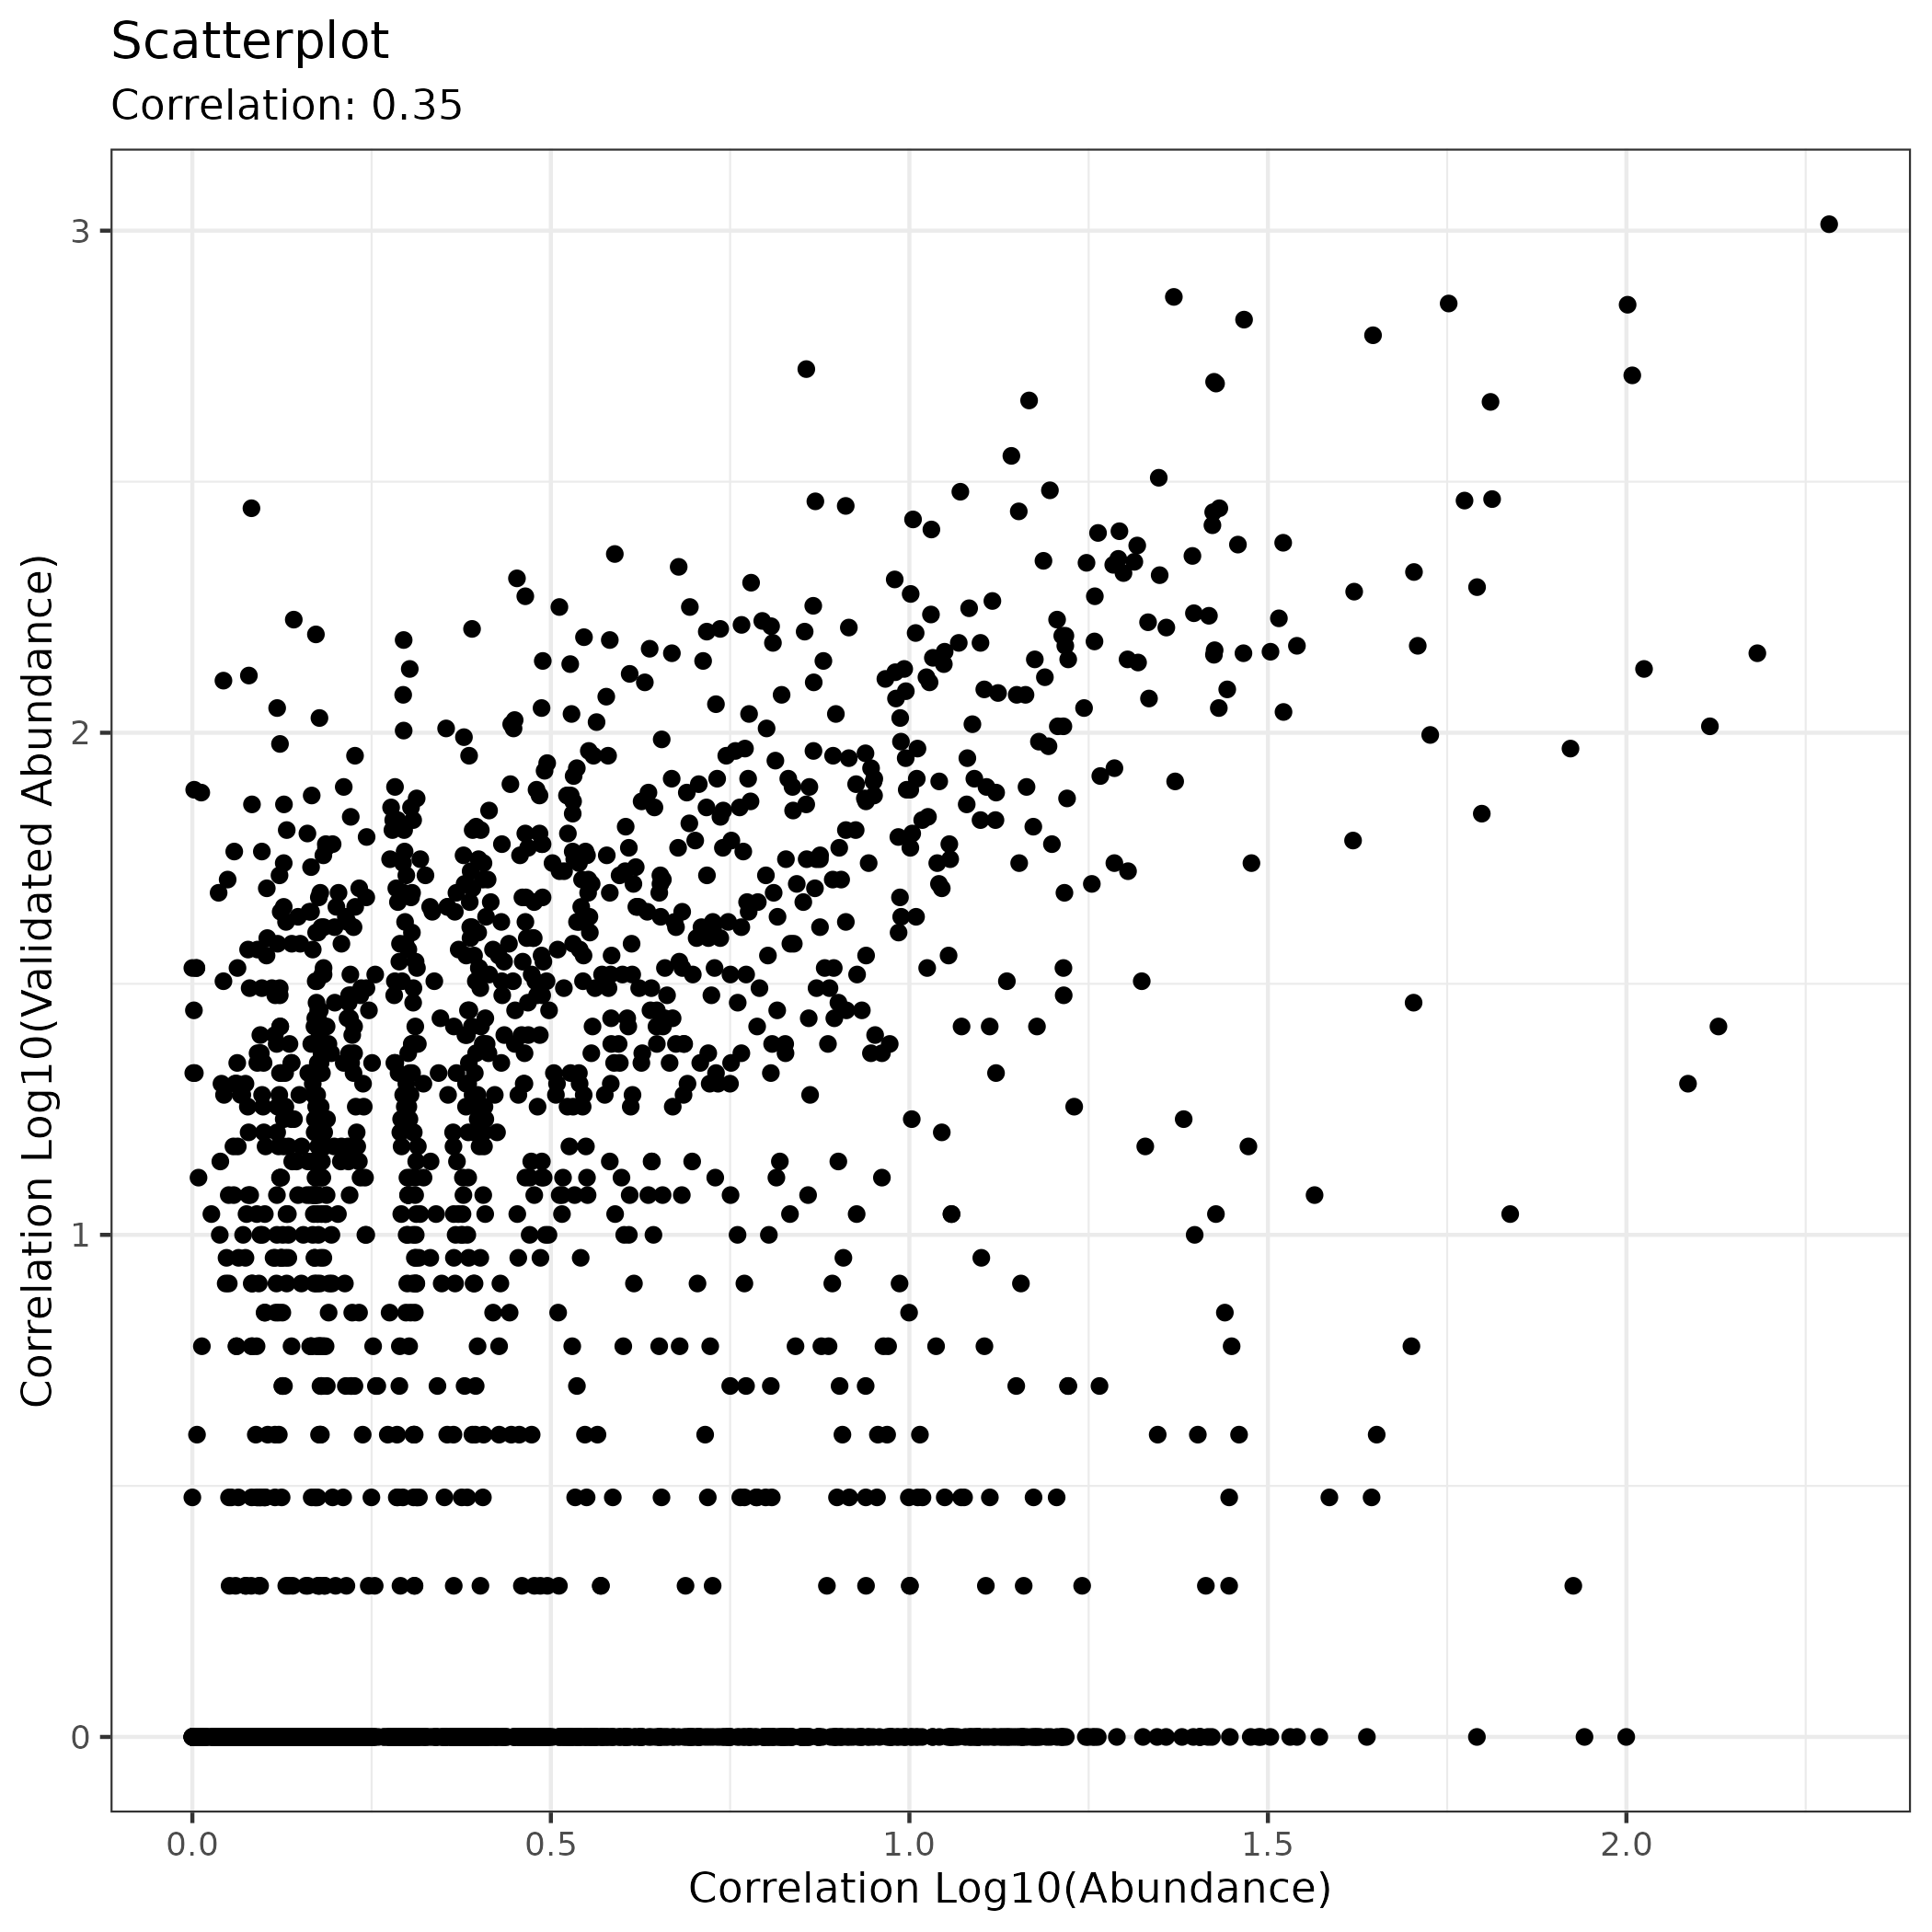 Scatterplot
Correlation: 0.35
3
2
1
0
Correlation Log10(Validated Abundance)
0.0 0.5 1.0 1.5 2.0
Correlation Log10(Abundance)